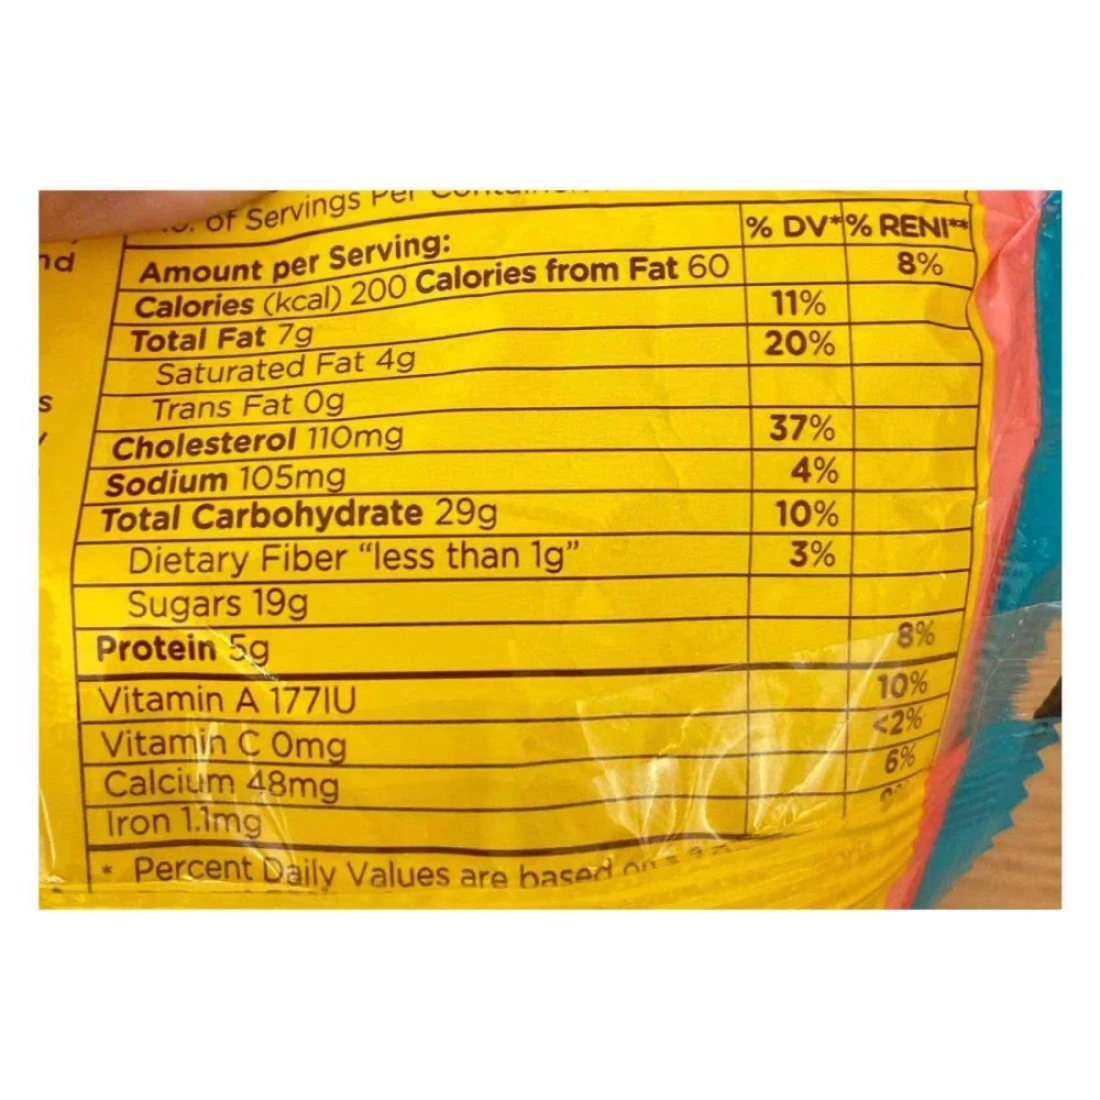 of Servings Per
% DV* % RENI**
Amount per Serving:
Calories (kcal) 200 Calories from Fat 60 8%
Total Fat 7g 11%
Saturated Fat 4g 20%
Trans Fat 0g
Cholesterol 110mg 37%
Sodium 105mg 4%
Total Carbohydrate 29g 10%
Dietary Fiber “less than 1g” 3%
Sugars 19g
Protein 5g 8%
Vitamin A 177IU 10%
Vitamin C 0mg <2%
Calcium 48mg 6%
Iron 1.1mg
* Percent Daily Values are based on
nd
s
y